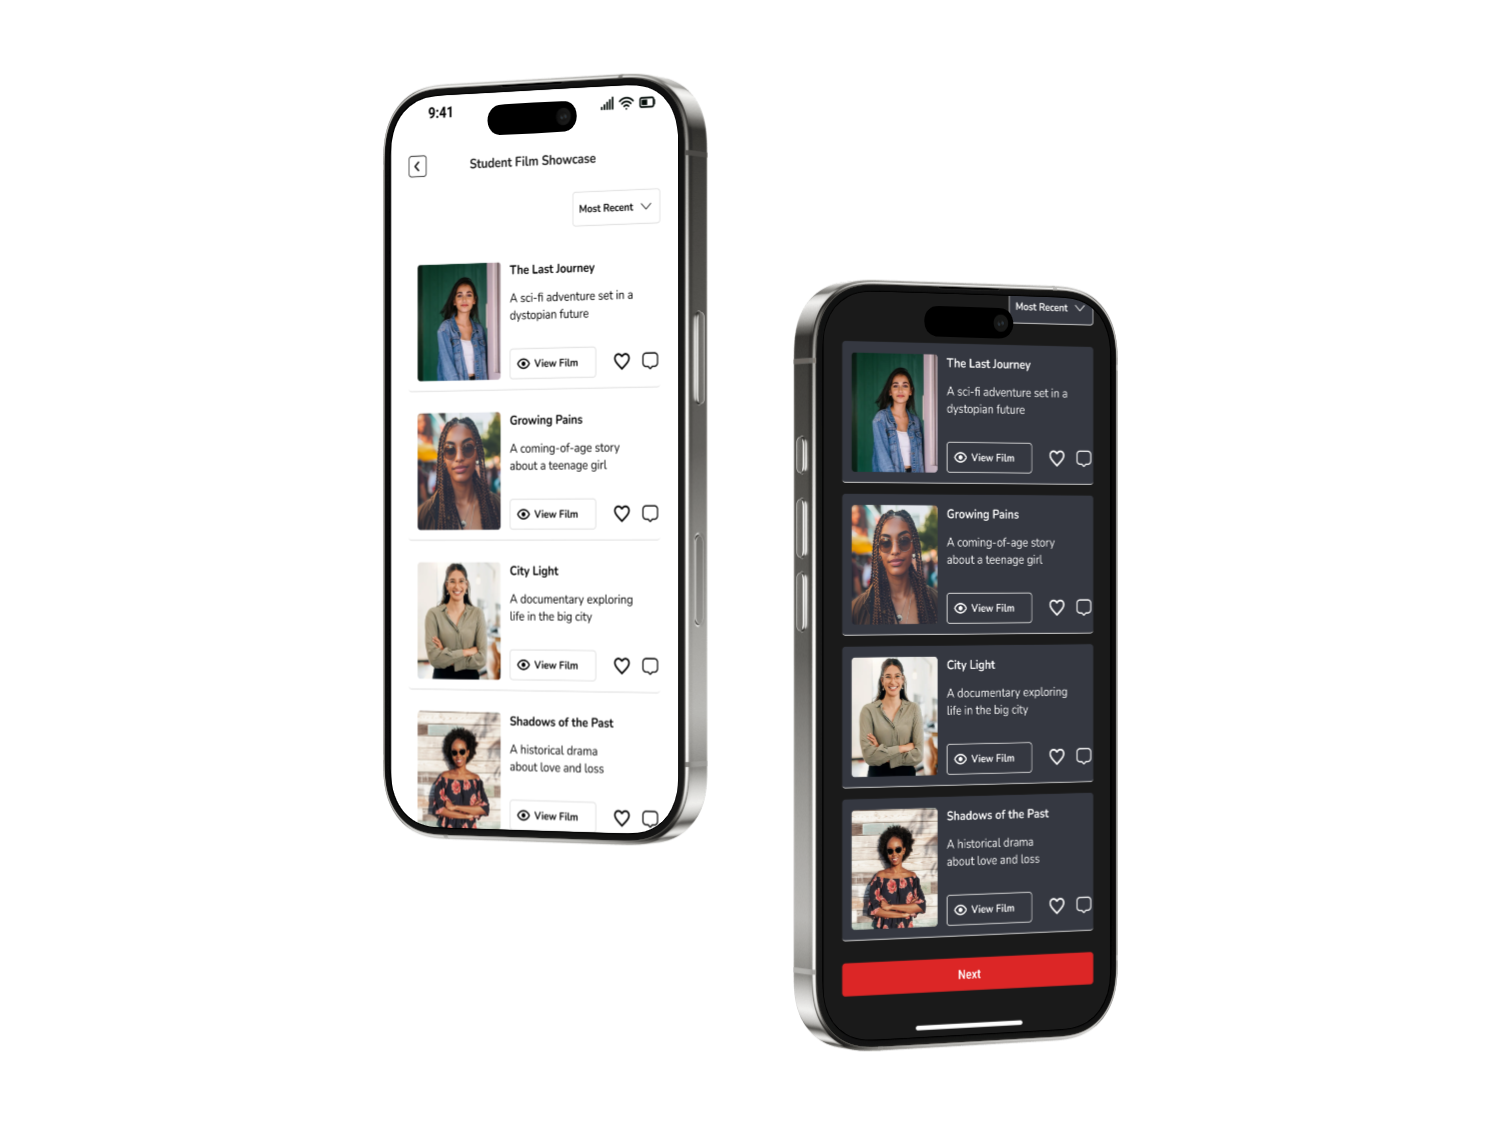 9:41
Student Film Showcase
Most Recent
The Last Journey
A sci-fi adventure set in a
dystopian future
View Film
Growing Pains
A coming-of-age story
about a teenage girl
View Film
City Light
A documentary exploring
life in the big city
View Film
Shadows of the Past
A historical drama
about love and loss
View Film
Most Recent
The Last Journey
A sci-fi adventure set in a
dystopian future
View Film
Growing Pains
A coming-of-age story
about a teenage girl
View Film
City Light
A documentary exploring
life in the big city
View Film
Shadows of the Past
A historical drama
about love and loss
View Film
Next